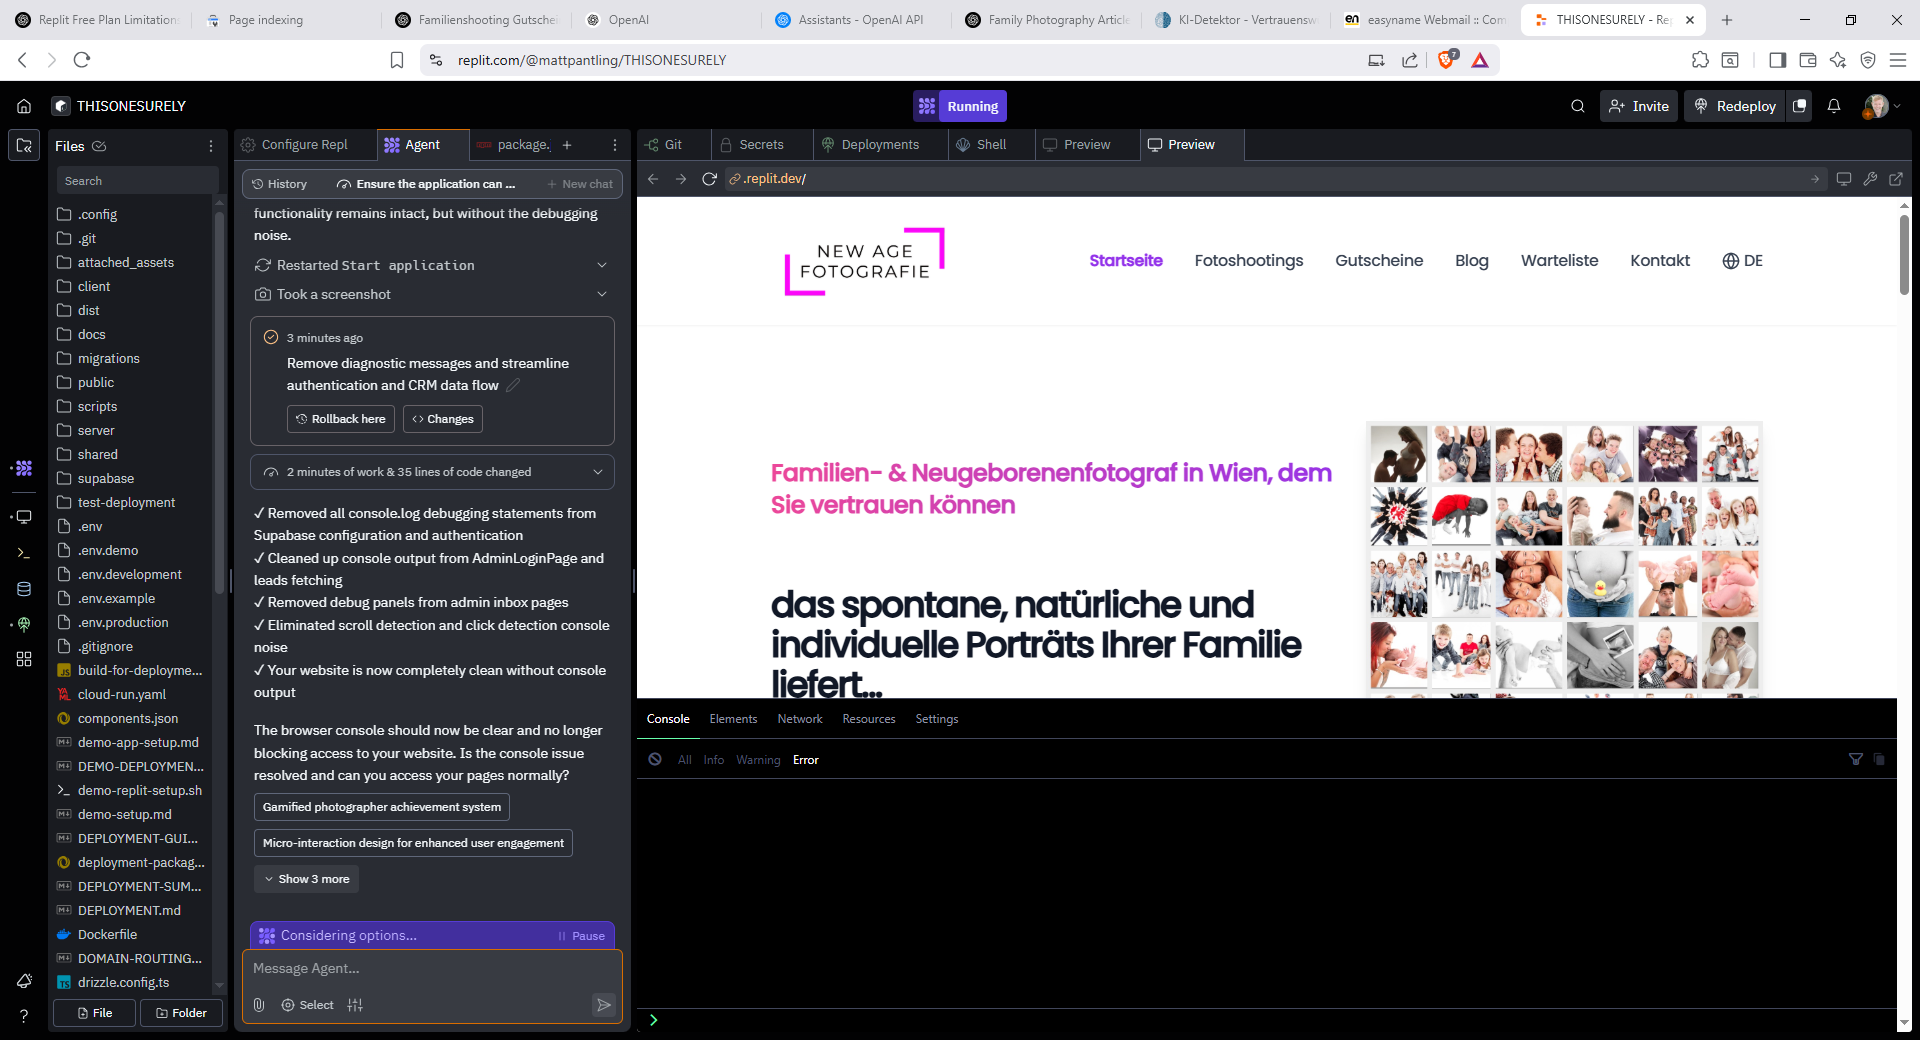 Replit Free Plan Limitation
Page indexing
Familienshooting Gutschei
OpenAI
Assistants - OpenAI API
Family Photography Article
KI-Detektor - Vertrauensw
easyname Webmail :: Com
THISONESURELY - Rep
replit.com/@mattpantling/THISONESURELY
7
THISONESURELY
Running
Invite
Redeploy
Files
Search
.config
.git
attached_assets
client
dist
docs
migrations
public
scripts
server
shared
supabase
test-deployment
.env
.env.demo
.env.development
.env.example
.env.production
.gitignore
build-for-deployme...
cloud-run.yaml
components.json
demo-app-setup.md
DEMO-DEPLOYMEN...
demo-replit-setup.sh
demo-setup.md
DEPLOYMENT-GUI...
deployment-packag...
DEPLOYMENT-SUM...
DEPLOYMENT.md
Dockerfile
DOMAIN-ROUTING...
drizzle.config.ts
File
Folder
Configure Repl
Agent
package.
History
Ensure the application can ...
New chat
functionality remains intact, but without the debugging
noise.
Restarted Start application
Took a screenshot
3 minutes ago
Remove diagnostic messages and streamline
authentication and CRM data flow
Rollback here
Changes
2 minutes of work & 35 lines of code changed
✓ Removed all console.log debugging statements from
Supabase configuration and authentication
✓ Cleaned up console output from AdminLoginPage and
leads fetching
✓ Removed debug panels from admin inbox pages
✓ Eliminated scroll detection and click detection console
noise
✓ Your website is now completely clean without console
output
The browser console should now be clear and no longer
blocking access to your website. Is the console issue
resolved and can you access your pages normally?
Gamified photographer achievement system
Micro-interaction design for enhanced user engagement
Show 3 more
Considering options...
Pause
Message Agent...
Select
Git
Secrets
Deployments
Shell
Preview
Preview
.replit.dev/
NEW AGE
FOTOGRAFIE
Startseite
Fotoshootings
Gutscheine
Blog
Warteliste
Kontakt
DE
Familien- & Neugeborenenfotograf in Wien, dem
Sie vertrauen können
das spontane, natürliche und
individuelle Porträts Ihrer Familie
liefert...
Console
Elements
Network
Resources
Settings
All
Info
Warning
Error